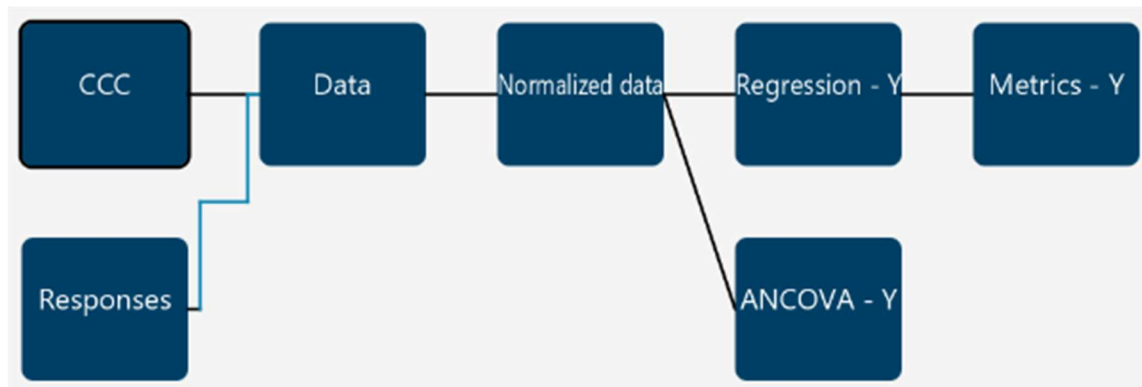 CCC
Data
Normalized data
Regression - Y
Metrics - Y
Responses
ANCOVA - Y